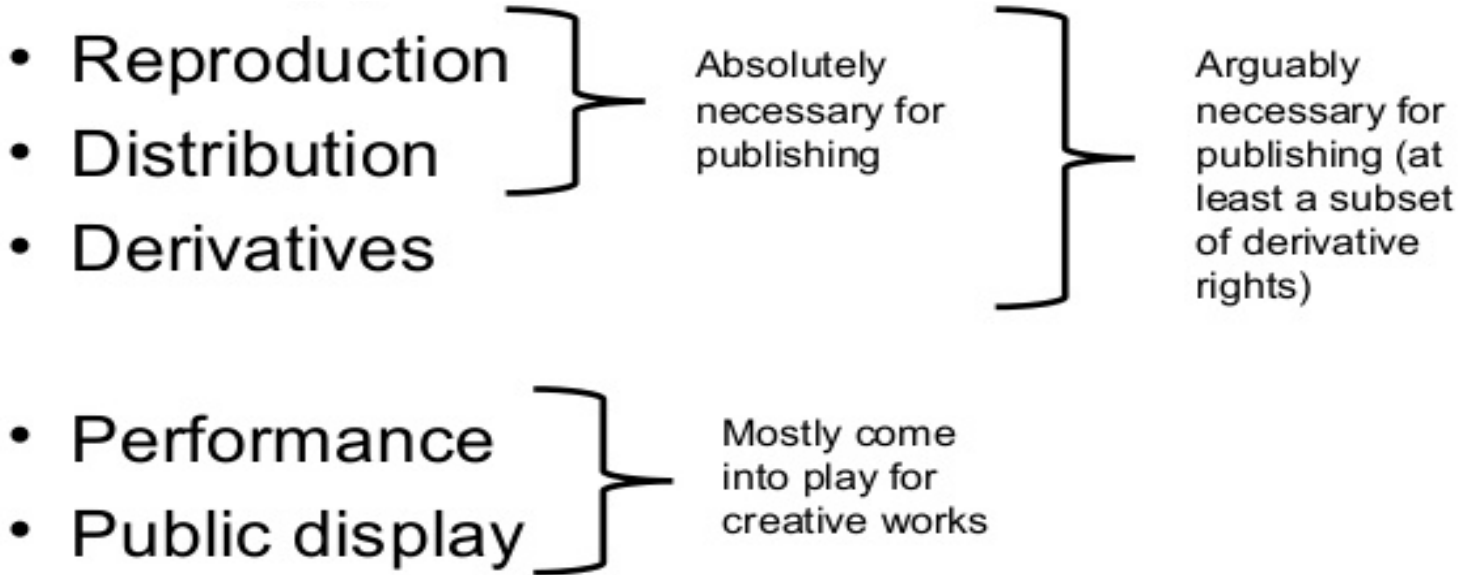 • Reproduction
• Distribution
• Derivatives
Absolutely
necessary for
publishing
Arguably
necessary for
publishing (at
least a subset
of derivative
rights)
• Performance
• Public display
Mostly come
into play for
creative works